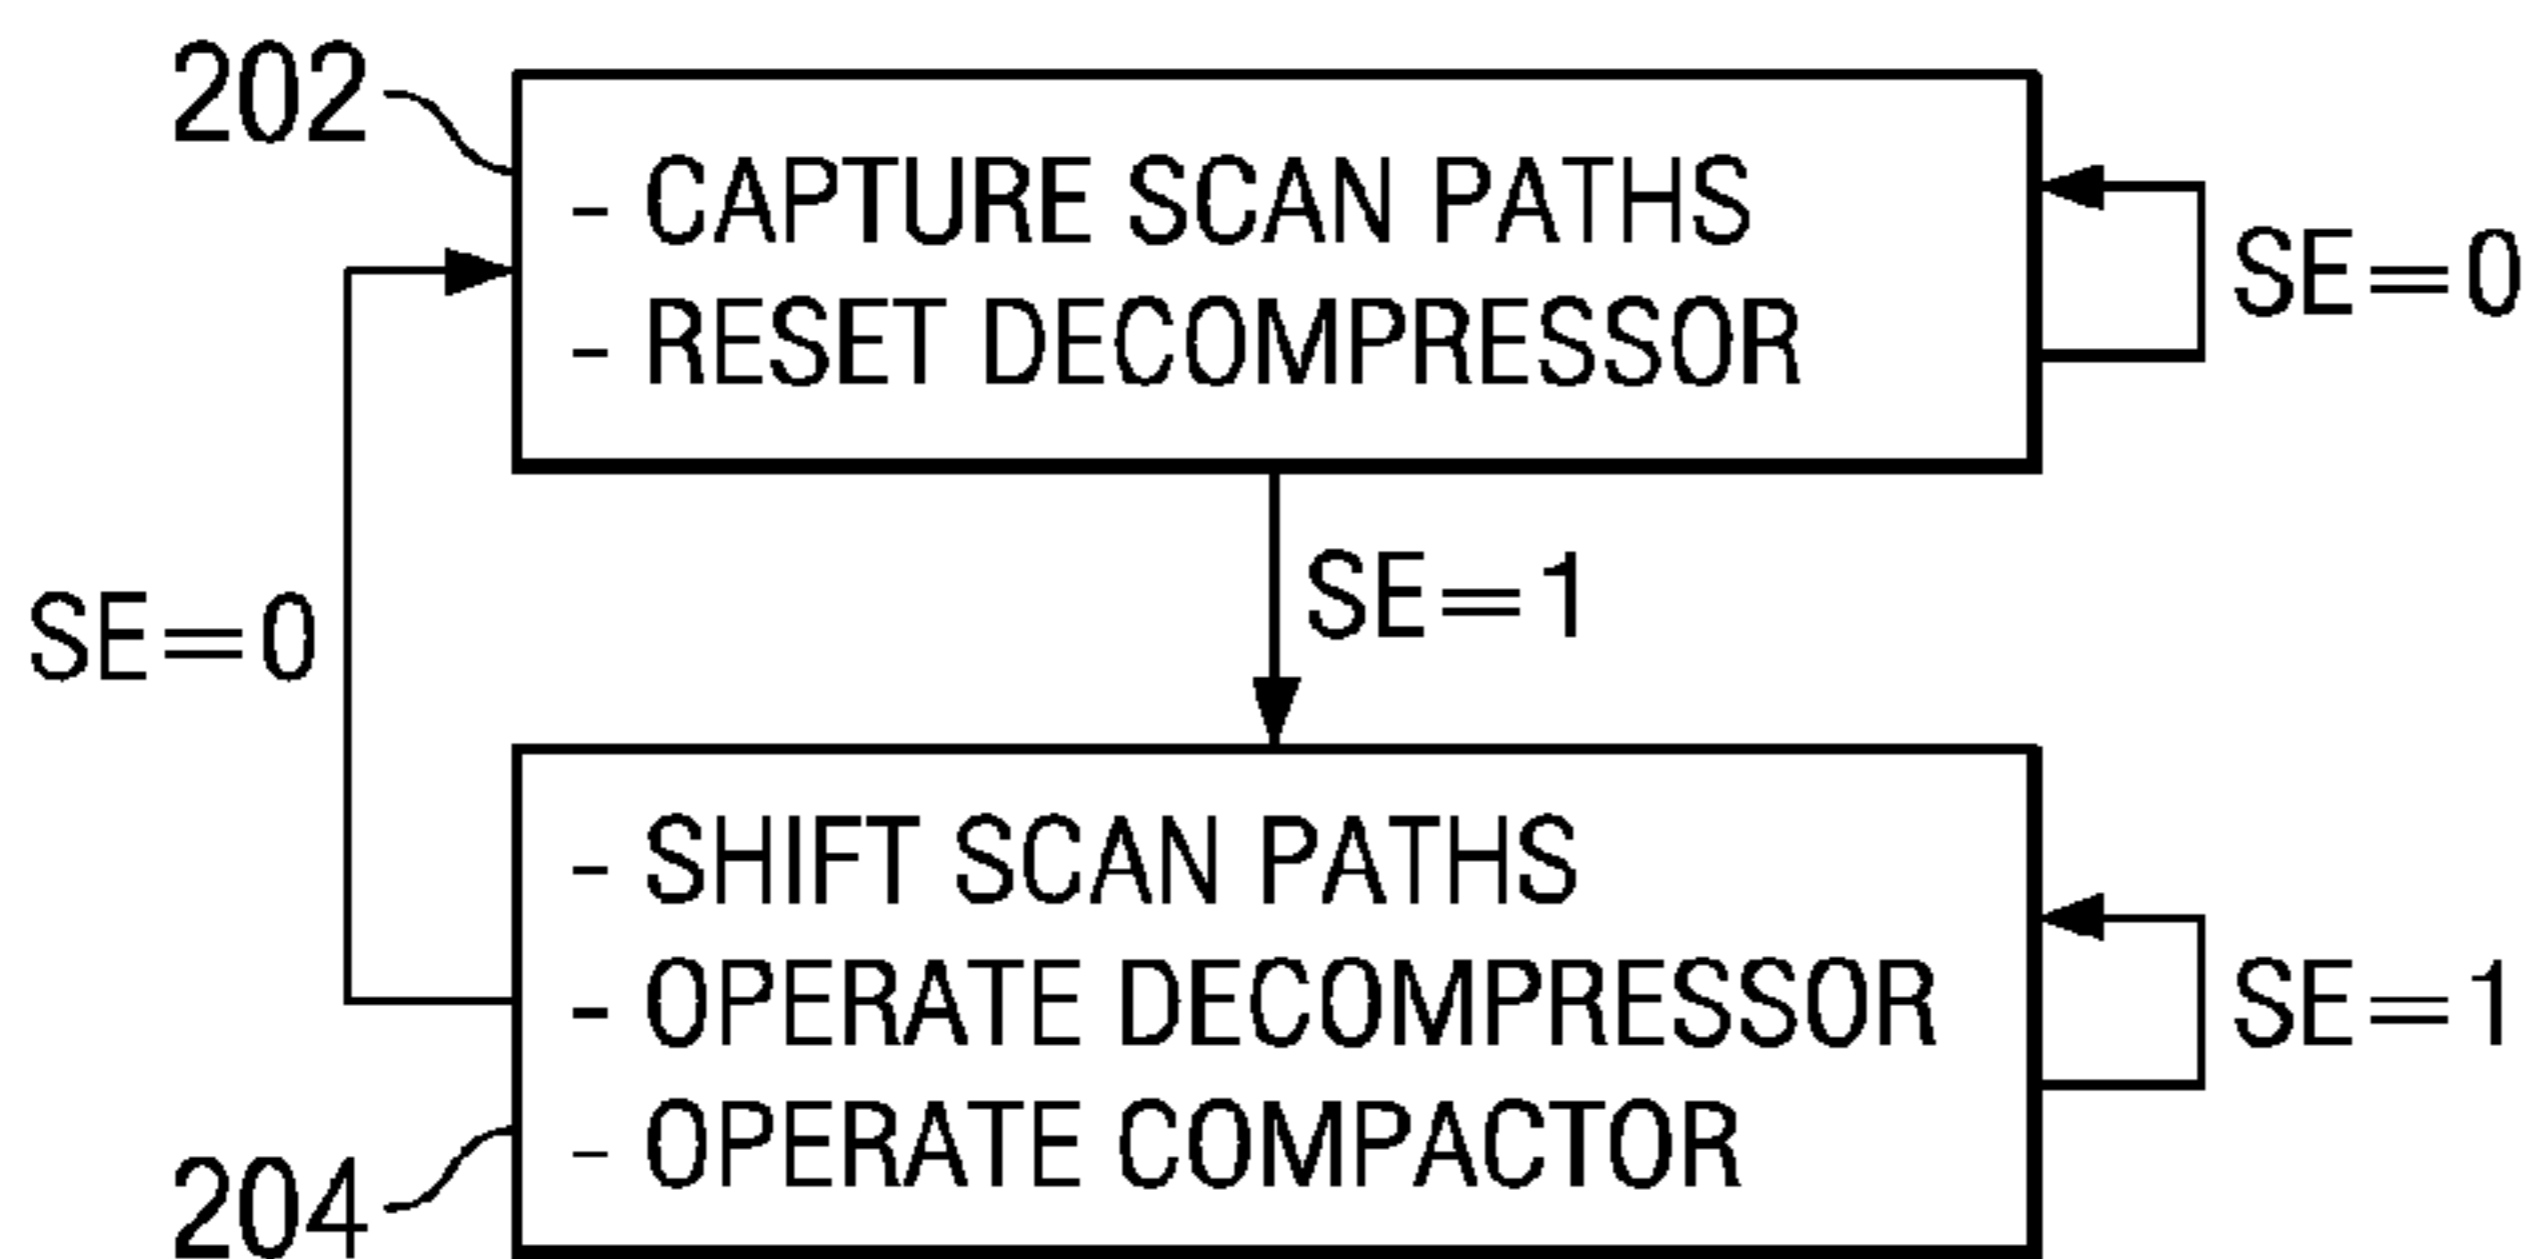 202
- CAPTURE SCAN PATHS
- RESET DECOMPRESSOR
SE=0
SE=0
SE=1
- SHIFT SCAN PATHS
- OPERATE DECOMPRESSOR
- OPERATE COMPACTOR
SE=1
204